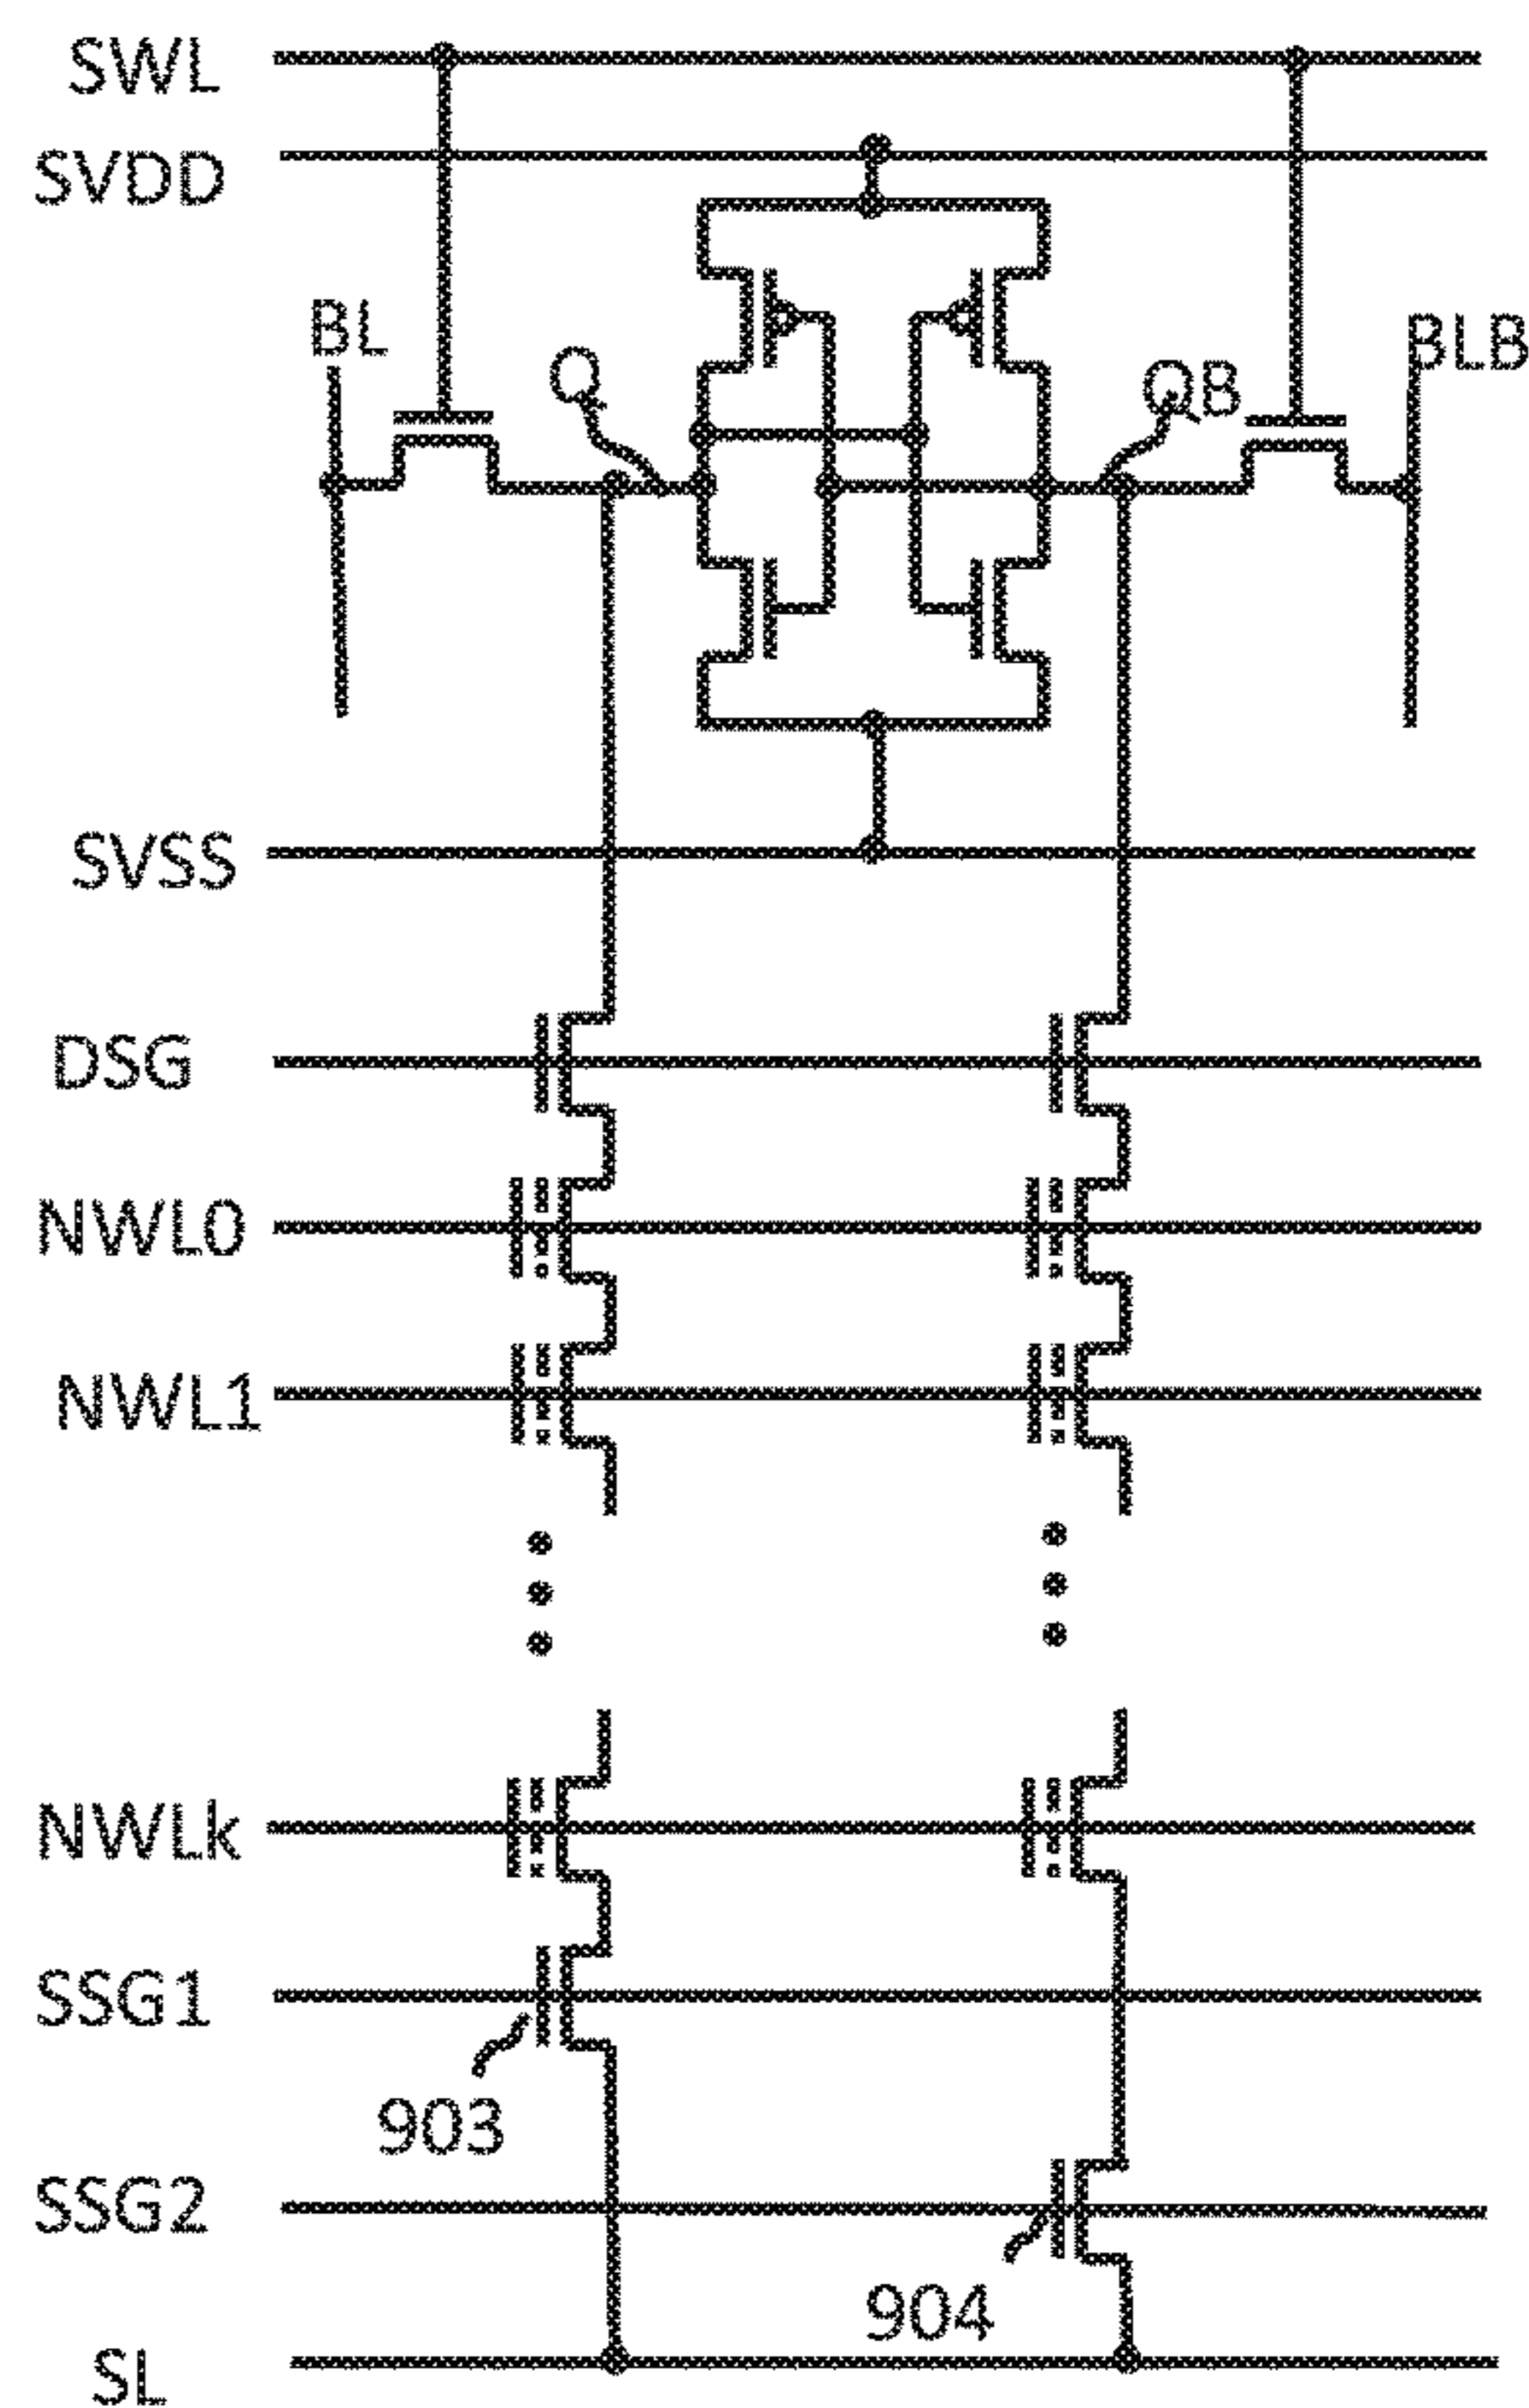 SWL
SVDD
BL
Q
QB
BLB
SVSS
DSG
NWL0
NWL1
NWLk
SSG1
903
SSG2
904
SL